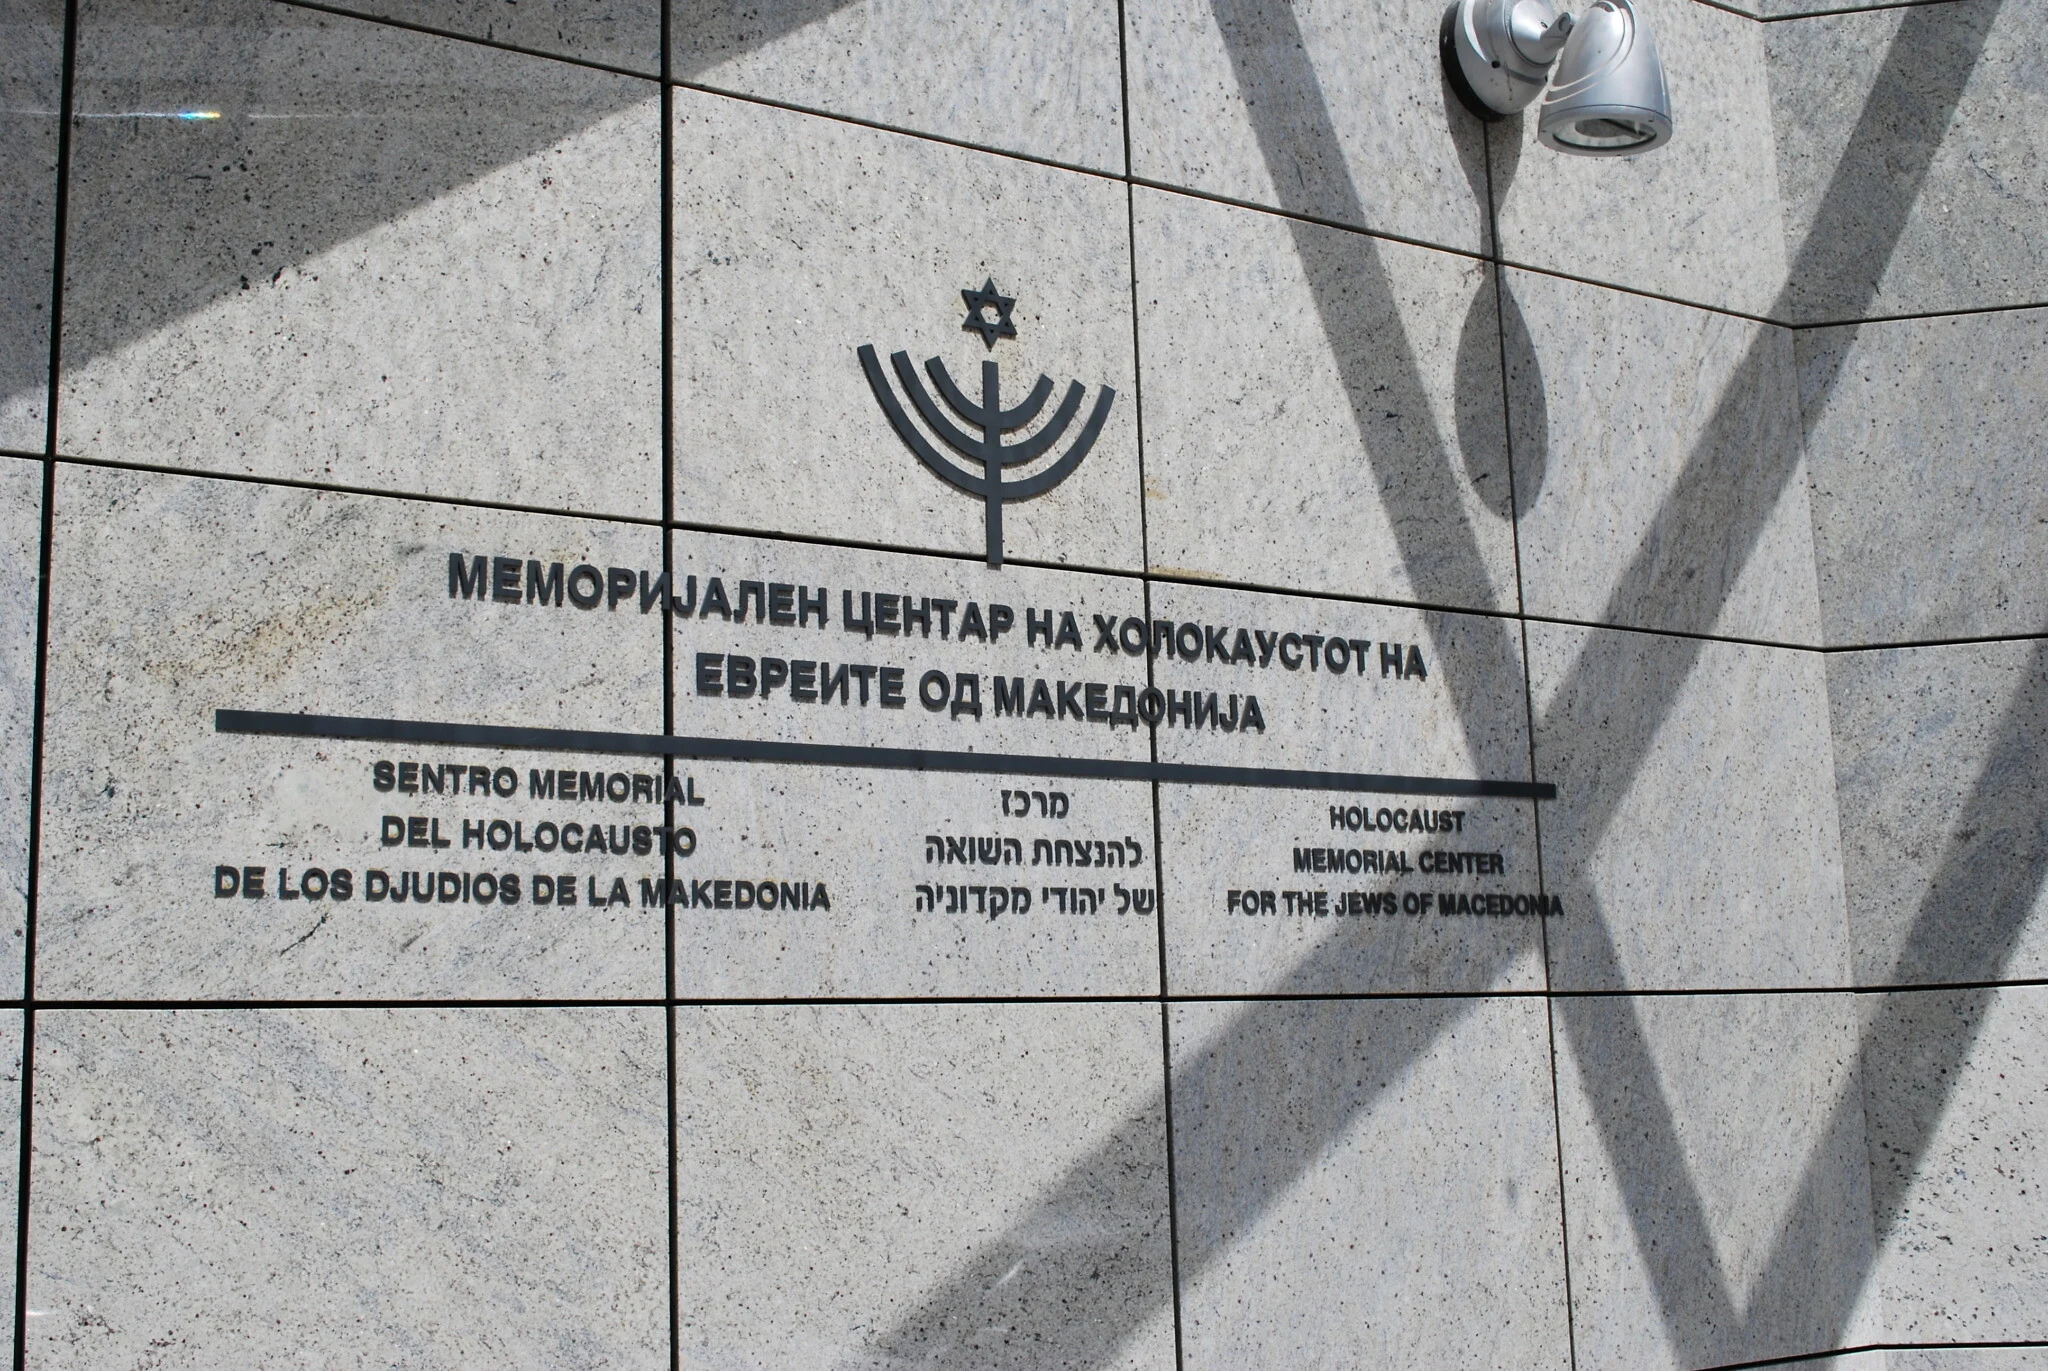 МЕМОРИЈАЛЕН ЦЕНТАР НА ХОЛОКАУСТОТ НА
ЕВРЕИТЕ ОД МАКЕДОНИЈА
SENTRO MEMORIAL
DEL HOLOCAUSTO
DE LOS DJUDIOS DE LA MAKEDONIA
מרכז
להנצחת השואה
של יהודי מקדוניה
HOLOCAUST
MEMORIAL CENTER
FOR THE JEWS OF MACEDONIA